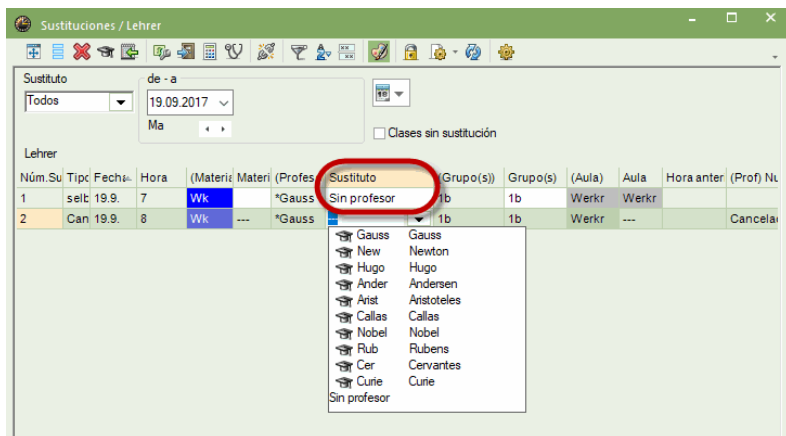 Sustituciones / Lehrer
Sustituto
de - a
Todos
19.09.2017
Ma
Clases sin sustitución
Lehrer
Núm.Su Tipo Fecha Hora (Materia Materi (Profes Sustituto (Grupo(s)) Grupo(s) (Aula) Aula Hora anter (Prof) Nu
1 selb 19.9. 7 Wk *Gauss Sin profesor 1b 1b Werkr Werkr
2 Can 19.9. 8 Wk --- *Gauss --- 1b 1b Werkr --- Cancela
Gauss Gauss
New Newton
Hugo Hugo
Ander Andersen
Arist Aristoteles
Callas Callas
Nobel Nobel
Rub Rubens
Cer Cervantes
Curie Curie
Sin profesor